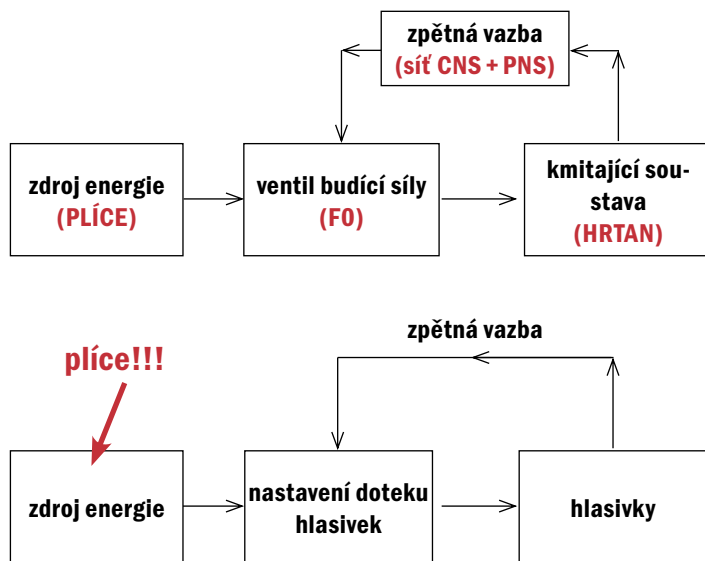 zpětná vazba
(síť CNS + PNS)
zdroj energie
(PLÍCE)
ventil budící síly
(F0)
kmitající sou-
stava
(HRTAN)
zpětná vazba
plíce!!!
zdroj energie
nastavení doteku
hlasivek
hlasivky